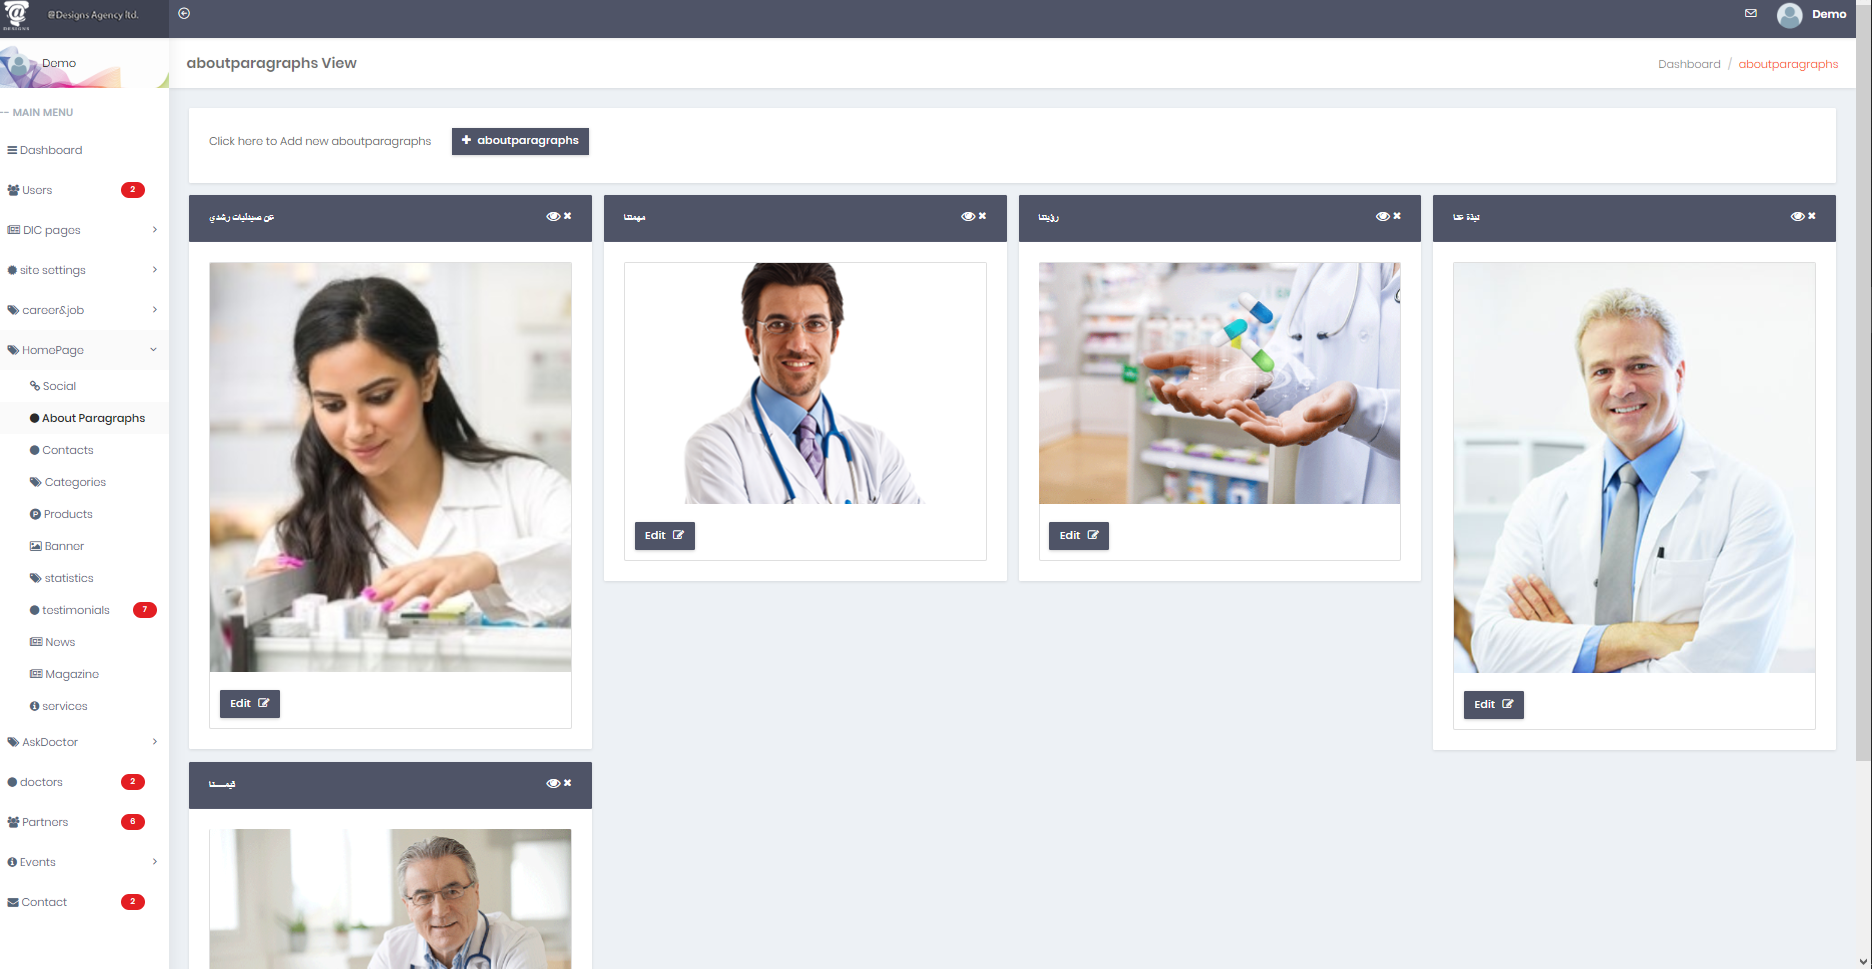 @Designs Agency ltd.
DESIGNS
Demo
Demo
aboutparagraphs View
Dashboard / aboutparagraphs
-- MAIN MENU
Dashboard
Users 2
DIC pages
site settings
career&job
HomePage
Social
About Paragraphs
Contacts
Categories
Products
Banner
statistics
testimonials 7
News
Magazine
services
AskDoctor
doctors 2
Partners 6
Events
Contact 2
Click here to Add new aboutparagraphs
+ aboutparagraphs
عن صيدليات رشدي
مهمتنا
رؤيتنا
نبذة عنا
Edit
Edit
Edit
Edit
قيمـــنا